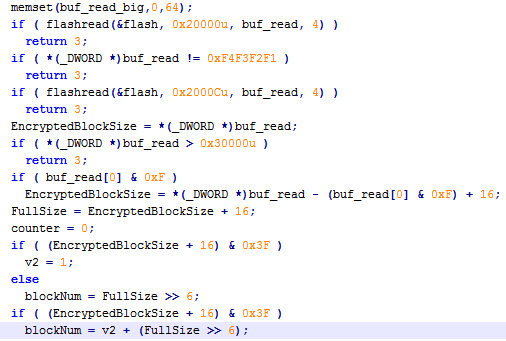 memset(buf_read_big,0,64);
if ( flashread(&flash, 0x20000u, buf_read, 4) )
return 3;
if ( *(_DWORD *)buf_read != 0xF4F3F2F1 )
return 3;
if ( flashread(&flash, 0x2000Cu, buf_read, 4) )
return 3;
EncryptedBlockSize = *(_DWORD *)buf_read;
if ( *(_DWORD *)buf_read > 0x30000u )
return 3;
if ( buf_read[0] & 0xF )
EncryptedBlockSize = *(_DWORD *)buf_read - (buf_read[0] & 0xF) + 16;
FullSize = EncryptedBlockSize + 16;
counter = 0;
if ( (EncryptedBlockSize + 16) & 0x3F )
v2 = 1;
else
blockNum = FullSize >> 6;
if ( (EncryptedBlockSize + 16) & 0x3F )
blockNum = v2 + (FullSize >> 6);